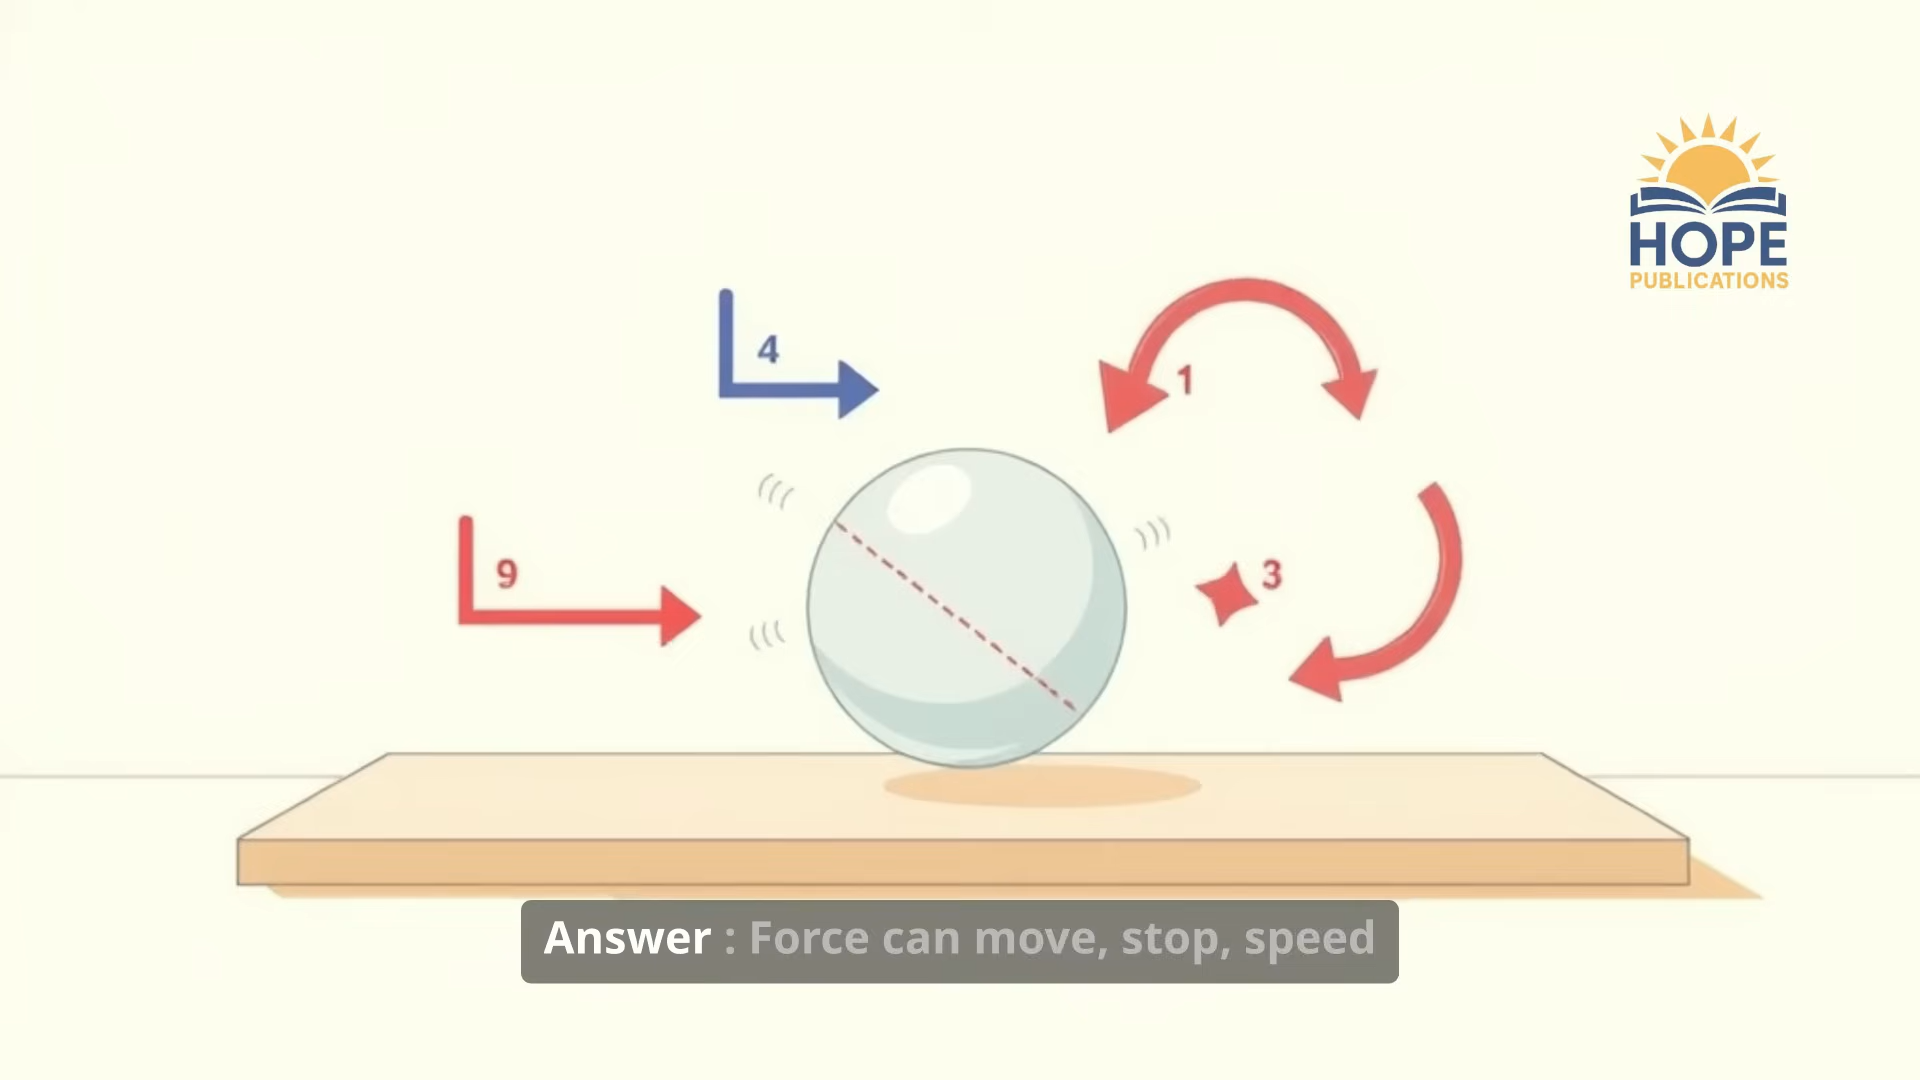 HOPE
PUBLICATIONS
4
1
9
3
Answer : Force can move, stop, speed